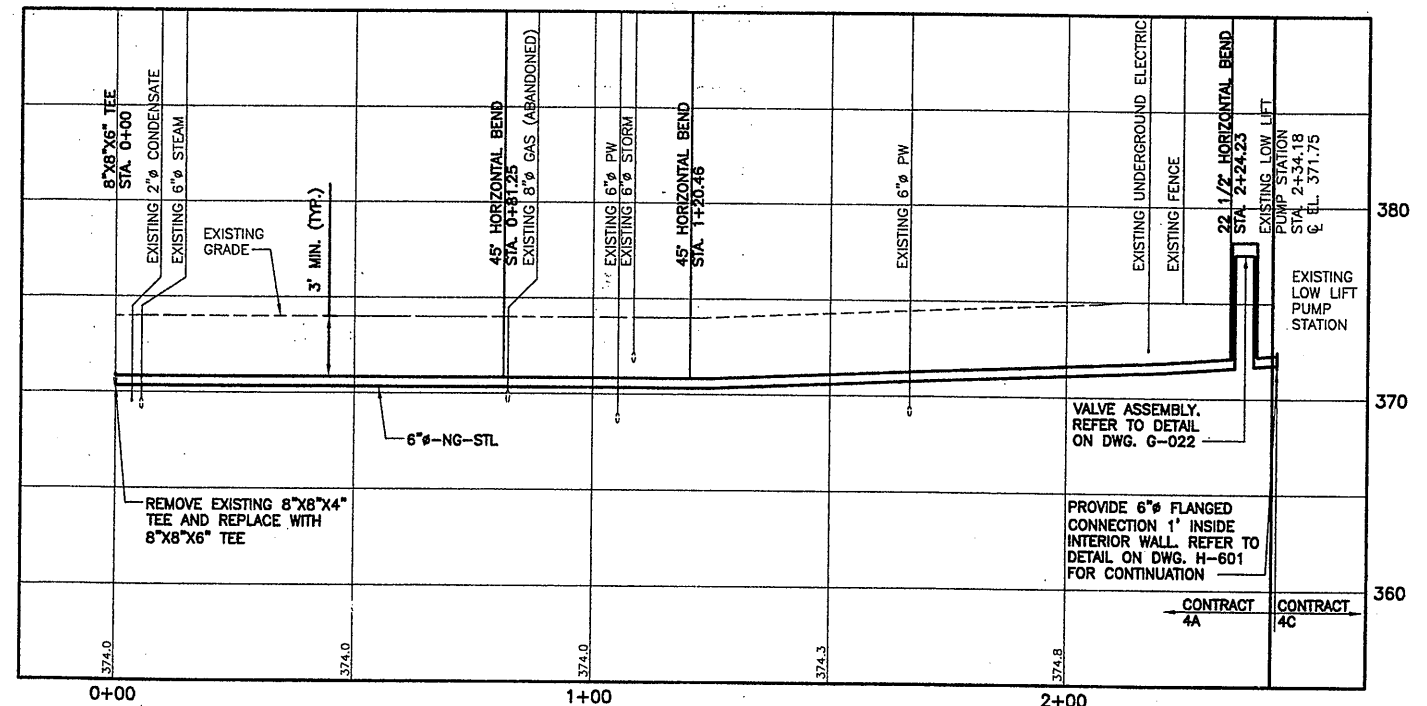 8"X8"X6" TEE
STA. 0+00
EXISTING 2"ø CONDENSATE
EXISTING 6"ø STEAM
EXISTING
GRADE
3' MIN. (TYP.)
45° HORIZONTAL BEND
STA. 0+81.25
EXISTING 8"ø GAS (ABANDONED)
EXISTING 6"ø PW
EXISTING 6"ø STORM
45° HORIZONTAL BEND
STA. 1+20.46
EXISTING 6"ø PW
EXISTING UNDERGROUND ELECTRIC
EXISTING FENCE
22 1/2° HORIZONTAL BEND
STA. 2+24.23
EXISTING LOW LIFT
PUMP STATION
STA. 2+34.18
℄ EL. 371.75
380
EXISTING
LOW LIFT
PUMP
STATION
370
6"ø-NG-STL
VALVE ASSEMBLY.
REFER TO DETAIL
ON DWG. G-022
REMOVE EXISTING 8"X8"X4"
TEE AND REPLACE WITH
8"X8"X6" TEE
PROVIDE 6"ø FLANGED
CONNECTION 1' INSIDE
INTERIOR WALL. REFER TO
DETAIL ON DWG. H-601
FOR CONTINUATION
360
CONTRACT
4A
CONTRACT
4C
374.0
374.0
374.0
374.3
374.8
0+00
1+00
2+00